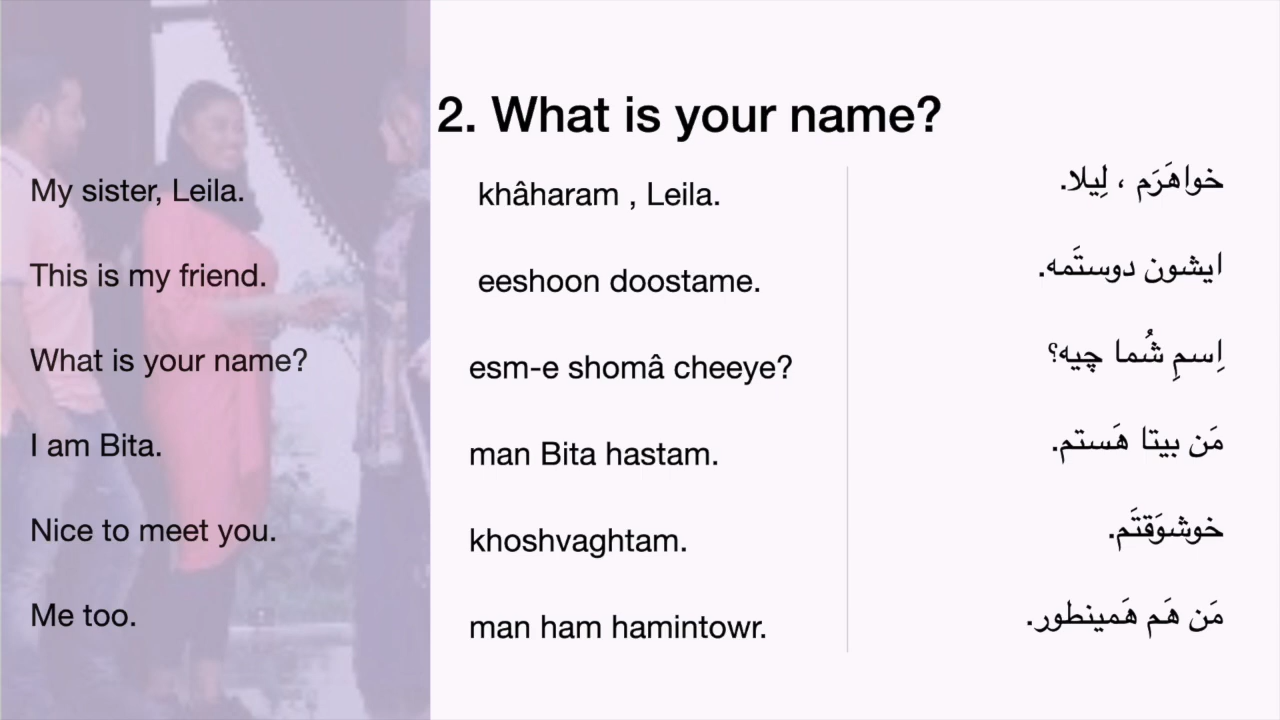 2. What is your name?
My sister, Leila.
khâharam , Leila.
خواهَرَم ، لِیلا.
This is my friend.
eeshoon doostame.
ایشون دوستَمه.
What is your name?
esm-e shomâ cheeye?
اِسمِ شُما چیه؟
I am Bita.
man Bita hastam.
مَن بیتا هَستم.
Nice to meet you.
khoshvaghtam.
خوشوَقتَم.
Me too.
man ham hamintowr.
مَن هَم هَمینطور.